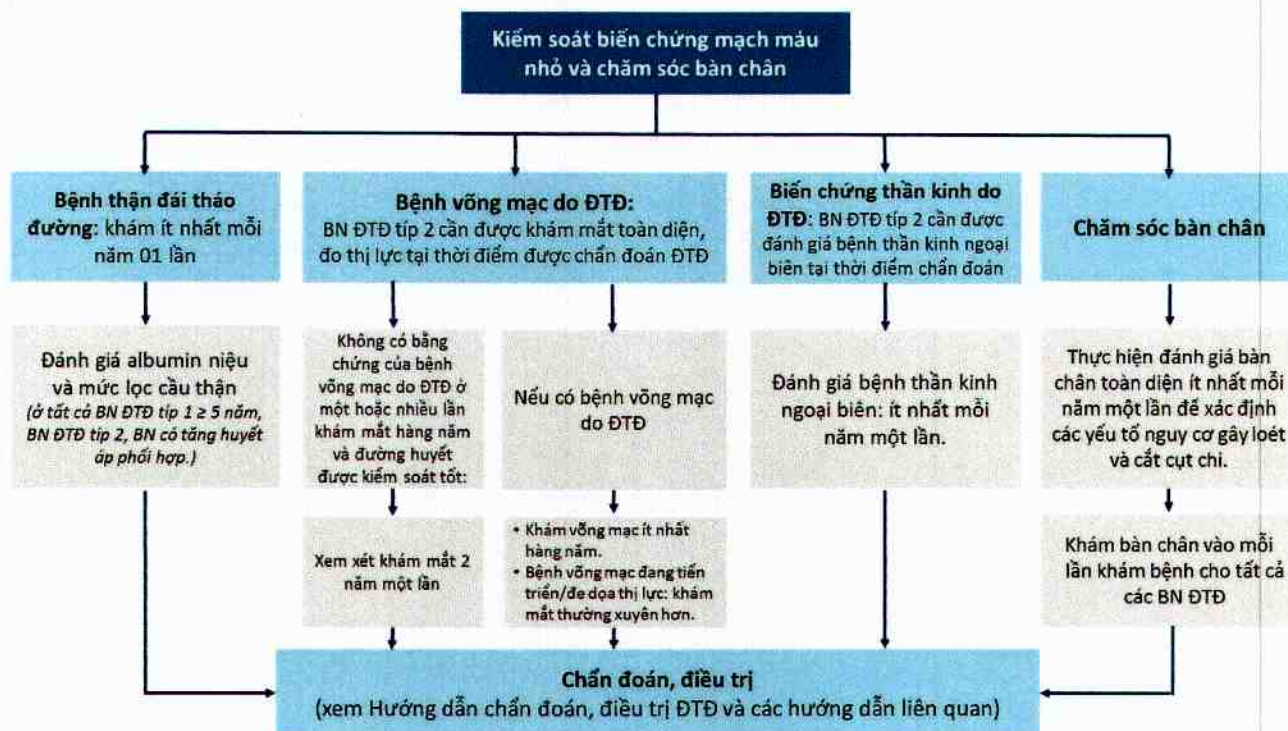 Kiểm soát biến chứng mạch máu
nhỏ và chăm sóc bàn chân
Bệnh thận đái tháo
đường: khám ít nhất mỗi
năm 01 lần
Bệnh võng mạc do ĐTĐ:
BN ĐTĐ típ 2 cần được khám mắt toàn diện,
đo thị lực tại thời điểm được chẩn đoán ĐTĐ
Biến chứng thần kinh do
ĐTĐ: BN ĐTĐ típ 2 cần được
đánh giá bệnh thần kinh ngoại
biên tại thời điểm chẩn đoán
Chăm sóc bàn chân
Đánh giá albumin niệu
và mức lọc cầu thận
(ở tất cả BN ĐTĐ típ 1 ≥ 5 năm,
BN ĐTĐ típ 2, BN có tăng huyết
áp phối hợp.)
Không có bằng
chứng của bệnh
võng mạc do ĐTĐ ở
một hoặc nhiều lần
khám mắt hàng năm
và đường huyết
được kiểm soát tốt:
Nếu có bệnh võng mạc
do ĐTĐ
Đánh giá bệnh thần kinh
ngoại biên: ít nhất mỗi
năm một lần.
Thực hiện đánh giá bàn
chân toàn diện ít nhất mỗi
năm một lần để xác định
các yếu tố nguy cơ gây loét
và cắt cụt chi.
Xem xét khám mắt 2
năm một lần
• Khám võng mạc ít nhất
hàng năm.
• Bệnh võng mạc đang tiến
triển/đe dọa thị lực: khám
mắt thường xuyên hơn.
Khám bàn chân vào mỗi
lần khám bệnh cho tất cả
các BN ĐTĐ
Chẩn đoán, điều trị
(xem Hướng dẫn chẩn đoán, điều trị ĐTĐ và các hướng dẫn liên quan)